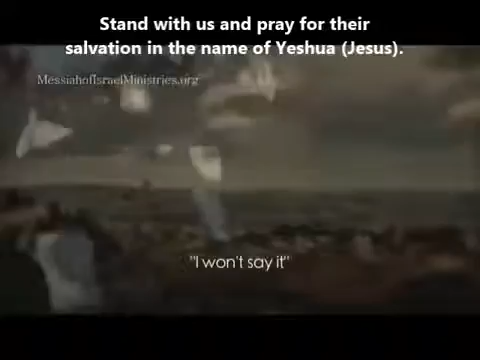 Stand with us and pray for their
salvation in the name of Yeshua (Jesus).
MessiahofIsraelMinistries.org
"I won't say it"